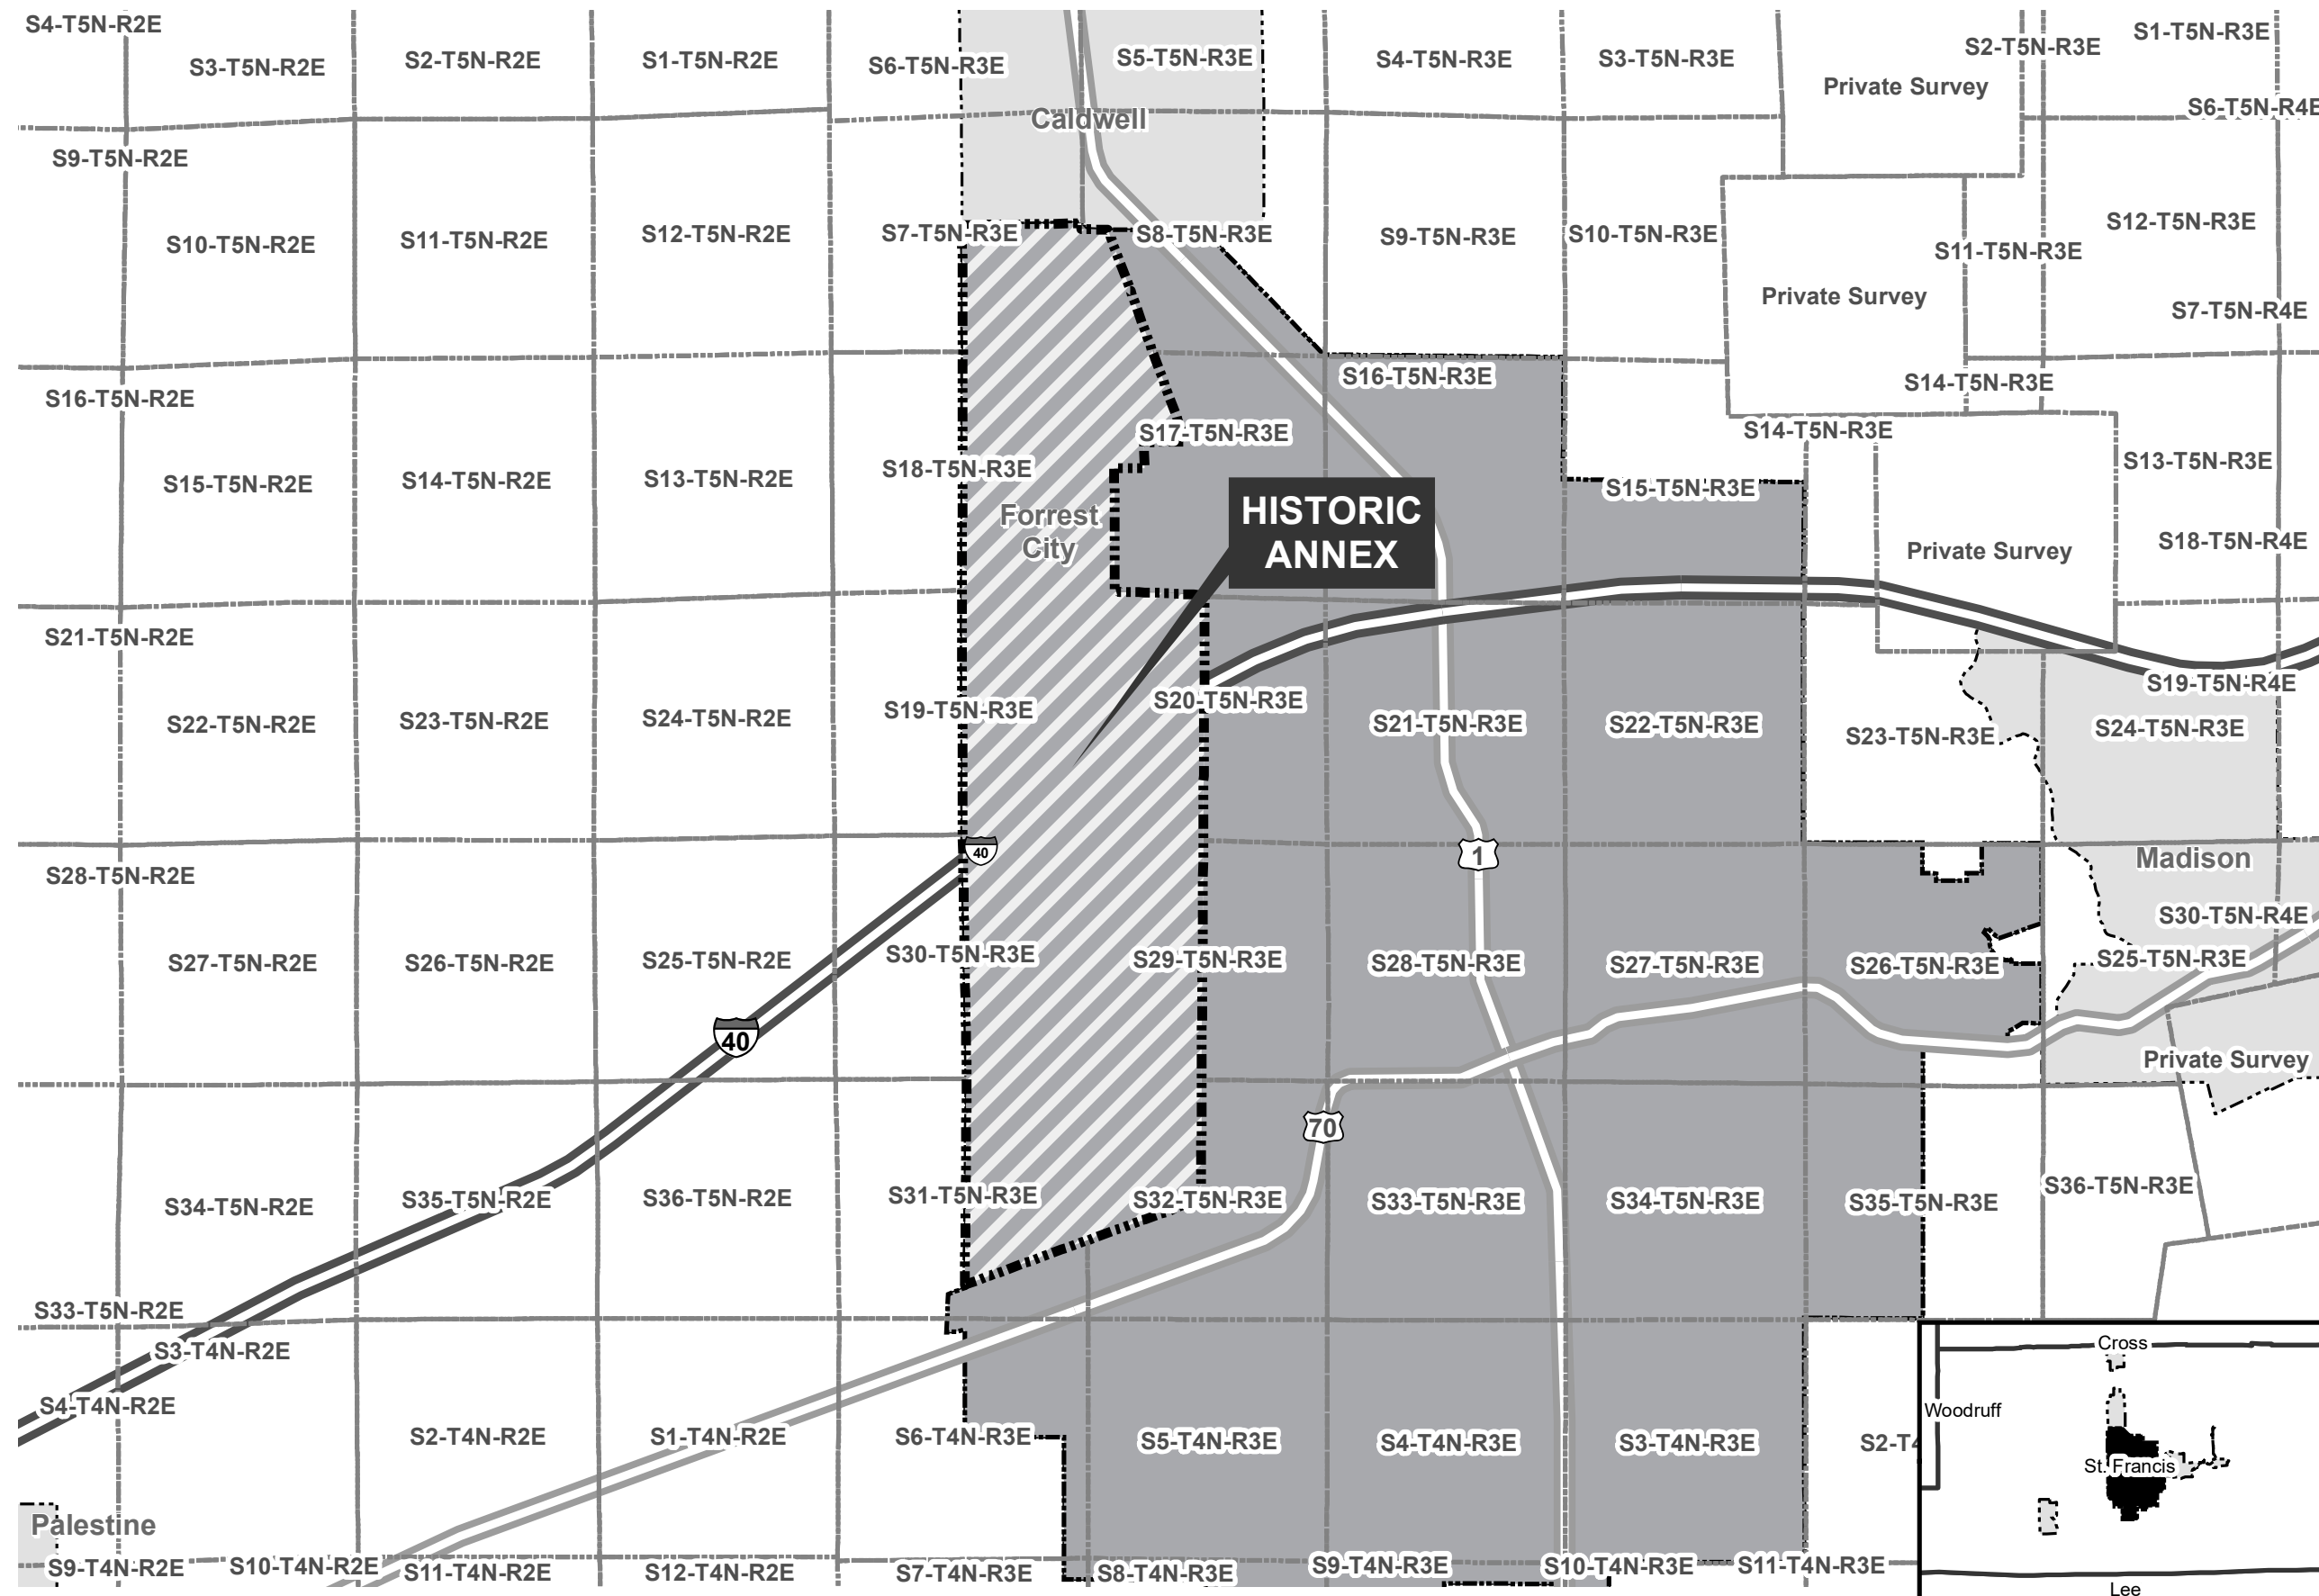 S4-T5N-R2E
S3-T5N-R2E
S2-T5N-R2E
S1-T5N-R2E
S6-T5N-R3E
S5-T5N-R3E
S4-T5N-R3E
S3-T5N-R3E
Private Survey
S2-T5N-R3E
S1-T5N-R3E
S6-T5N-R4E
Caldwell
S9-T5N-R2E
S10-T5N-R2E
S11-T5N-R2E
S12-T5N-R2E
S7-T5N-R3E
S8-T5N-R3E
S9-T5N-R3E
S10-T5N-R3E
Private Survey
S11-T5N-R3E
S12-T5N-R3E
S7-T5N-R4E
S16-T5N-R2E
S16-T5N-R3E
S14-T5N-R3E
S17-T5N-R3E
S14-T5N-R3E
S15-T5N-R2E
S14-T5N-R2E
S13-T5N-R2E
S18-T5N-R3E
S15-T5N-R3E
S13-T5N-R3E
Forrest
City
HISTORIC
ANNEX
Private Survey
S18-T5N-R4E
S21-T5N-R2E
S22-T5N-R2E
S23-T5N-R2E
S24-T5N-R2E
S19-T5N-R3E
S20-T5N-R3E
S21-T5N-R3E
S22-T5N-R3E
S23-T5N-R3E
S24-T5N-R3E
S19-T5N-R4E
40
1
Madison
S28-T5N-R2E
S27-T5N-R2E
S26-T5N-R2E
S25-T5N-R2E
S30-T5N-R3E
S29-T5N-R3E
S28-T5N-R3E
S27-T5N-R3E
S26-T5N-R3E
S25-T5N-R3E
S30-T5N-R4E
40
Private Survey
70
S34-T5N-R2E
S35-T5N-R2E
S36-T5N-R2E
S31-T5N-R3E
S32-T5N-R3E
S33-T5N-R3E
S34-T5N-R3E
S35-T5N-R3E
S36-T5N-R3E
S33-T5N-R2E
S3-T4N-R2E
S4-T4N-R2E
S2-T4N-R2E
S1-T4N-R2E
S6-T4N-R3E
S5-T4N-R3E
S4-T4N-R3E
S3-T4N-R3E
S2-T4
Cross
Woodruff
St. Francis
Lee
Palestine
S9-T4N-R2E
S10-T4N-R2E
S11-T4N-R2E
S12-T4N-R2E
S7-T4N-R3E
S8-T4N-R3E
S9-T4N-R3E
S10-T4N-R3E
S11-T4N-R3E